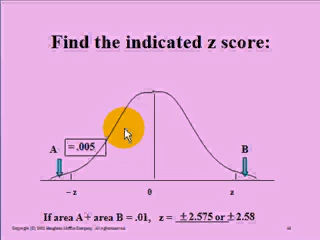 Find the indicated z score:
A = .005 B
– z 0 z
If area A + area B = .01, z = ± 2.575 or ± 2.58